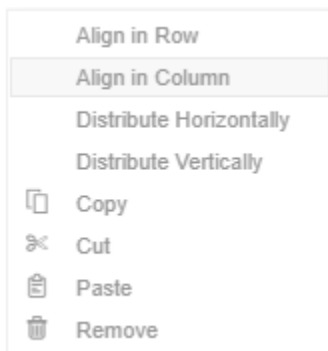 Align in Row
Align in Column
Distribute Horizontally
Distribute Vertically
Copy
Cut
Paste
Remove